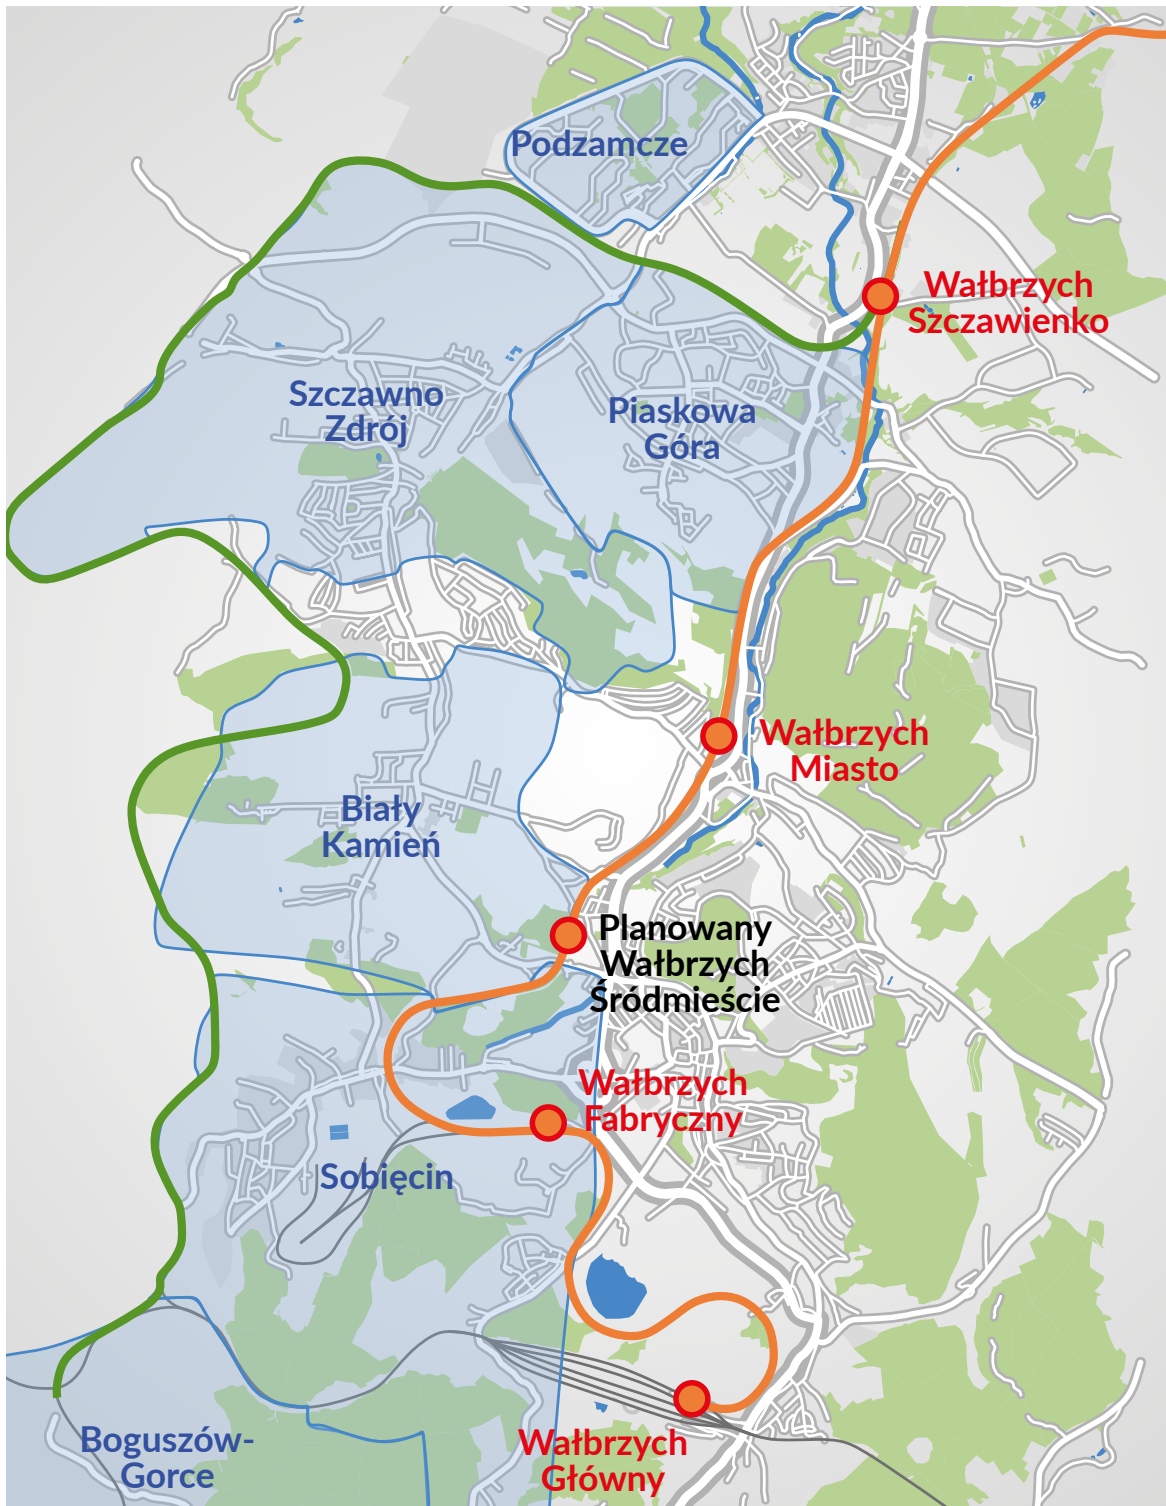 Podzamcze
Wałbrzych
Szczawienko
Szczawno
Zdrój
Piaskowa
Góra
Wałbrzych
Miasto
Biały
Kamień
Planowany
Wałbrzych
Śródmieście
Wałbrzych
Fabryczny
Sobięcin
Boguszów-
Gorce
Wałbrzych
Główny